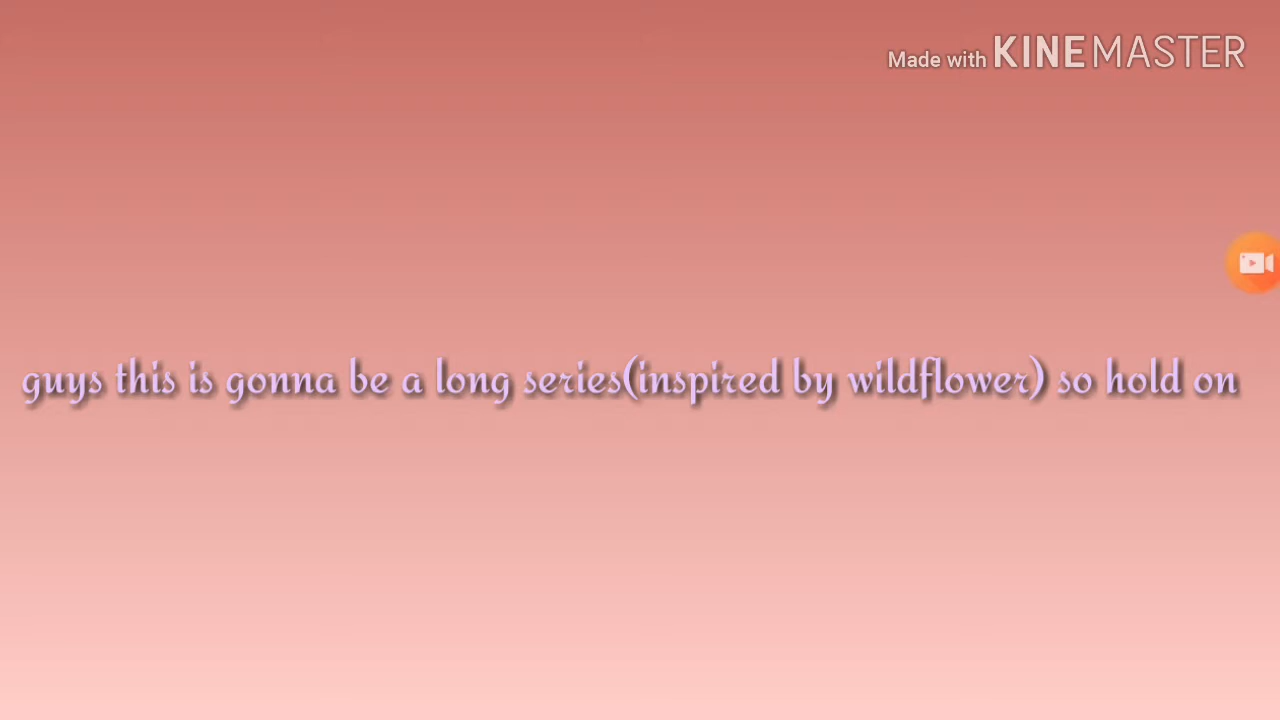 Made with KINEMASTER
guys this is gonna be a long series(inspired by wildflower) so hold on